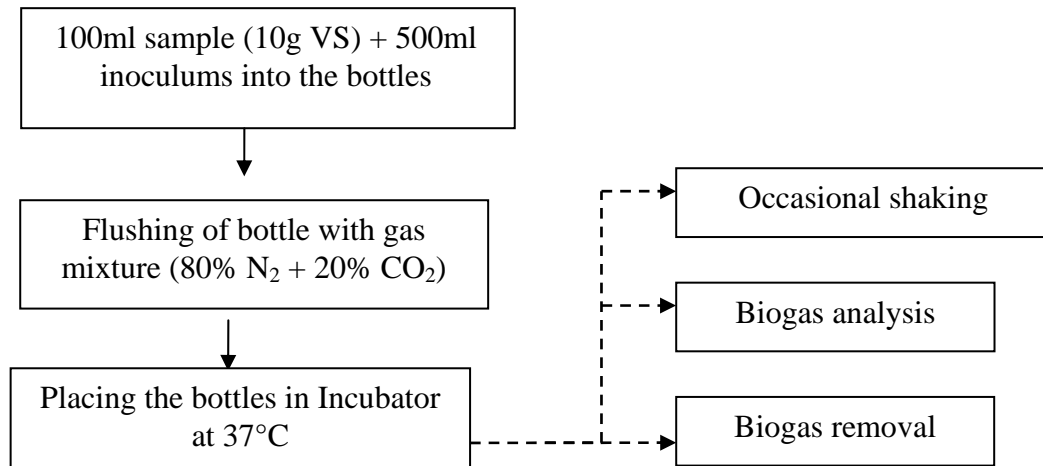 100ml sample (10g VS) + 500ml
inoculums into the bottles
Flushing of bottle with gas
mixture (80% N₂ + 20% CO₂)
Placing the bottles in Incubator
at 37°C
Occasional shaking
Biogas analysis
Biogas removal